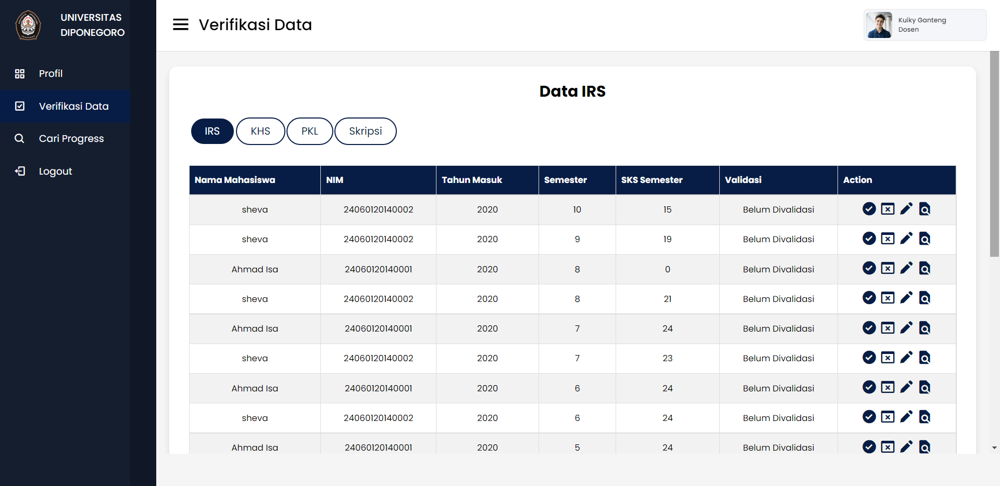 UNIVERSITAS
DIPONEGORO
Profil
Verifikasi Data
Cari Progress
Logout
Verifikasi Data
Kuiky Ganteng
Dosen
Data IRS
IRS KHS PKL Skripsi
Nama Mahasiswa NIM Tahun Masuk Semester SKS Semester Validasi Action
sheva 24060120140002 2020 10 15 Belum Divalidasi
sheva 24060120140002 2020 9 19 Belum Divalidasi
Ahmad Isa 24060120140001 2020 8 0 Belum Divalidasi
sheva 24060120140002 2020 8 21 Belum Divalidasi
Ahmad Isa 24060120140001 2020 7 24 Belum Divalidasi
sheva 24060120140002 2020 7 23 Belum Divalidasi
Ahmad Isa 24060120140001 2020 6 24 Belum Divalidasi
sheva 24060120140002 2020 6 24 Belum Divalidasi
Ahmad Isa 24060120140001 2020 5 24 Belum Divalidasi